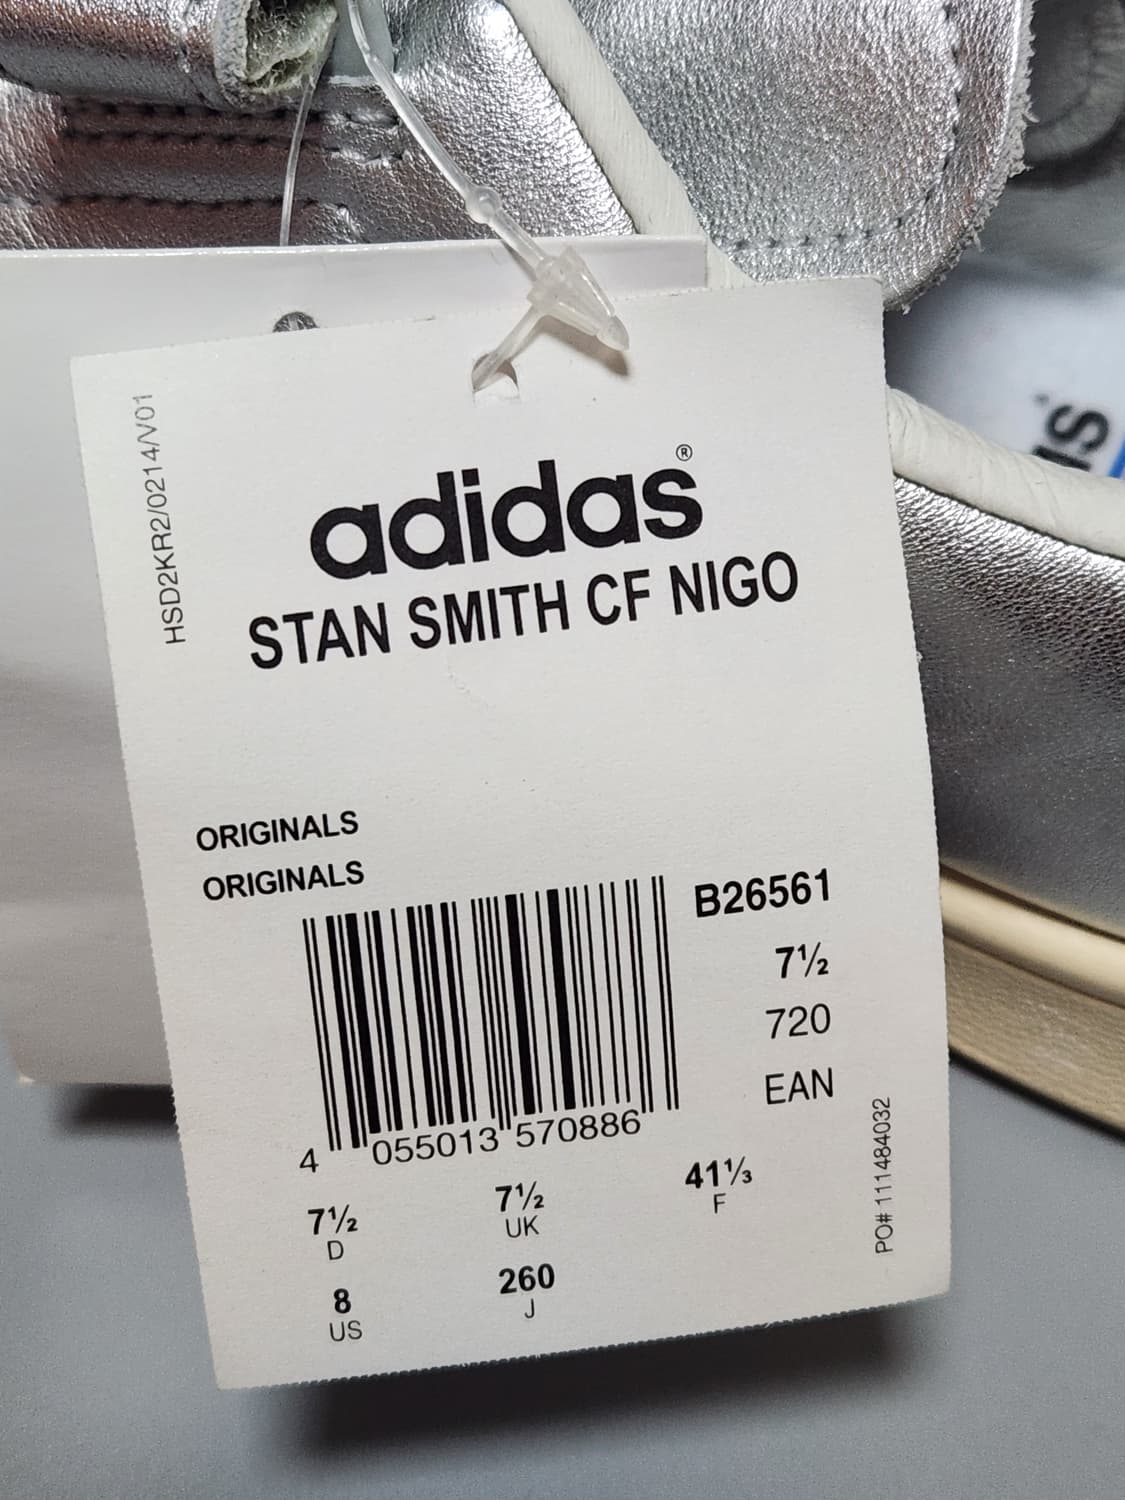 adidas®
STAN SMITH CF NIGO
HSD2KR2/0214/V01
ORIGINALS
ORIGINALS
B26561
7½
720
EAN
4 055013 570886
7½ 7½ 41⅓
D UK F
8 260
US J
PO# 111484032